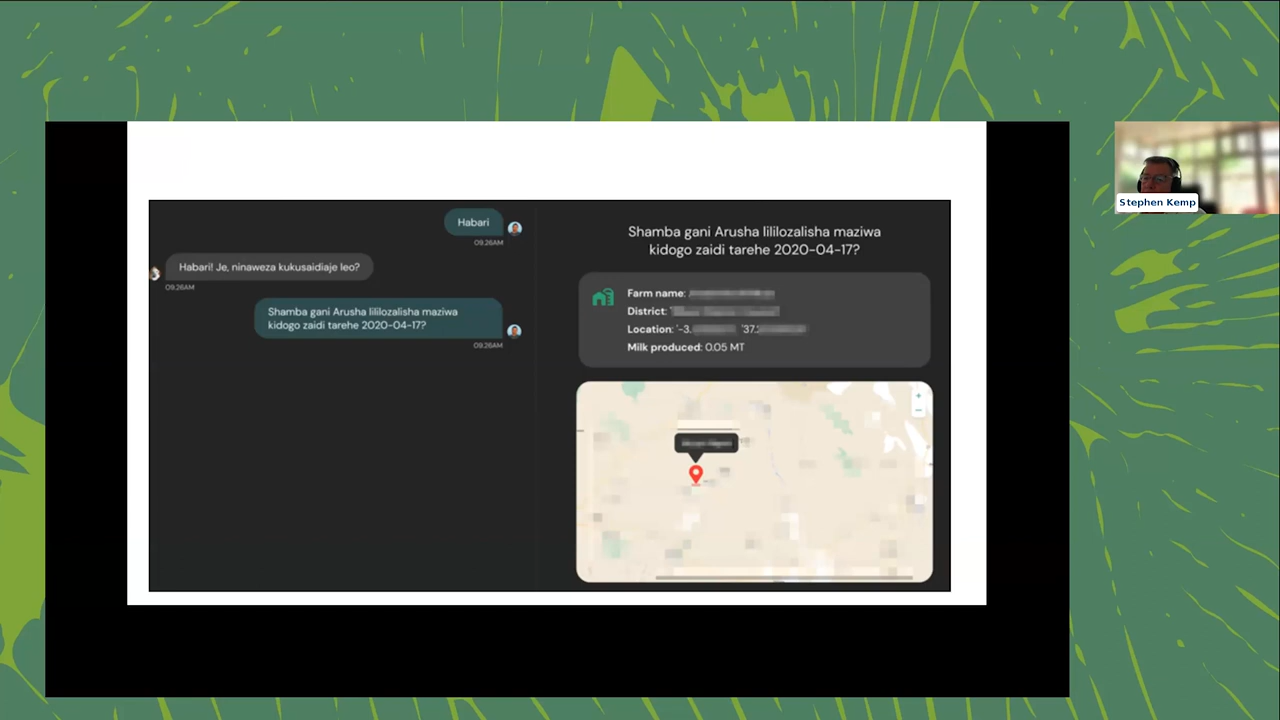 Habari
09.26AM
Habari! Je, ninaweza kukusaidiaje leo?
09.26AM
Shamba gani Arusha lililozalisha maziwa
kidogo zaidi tarehe 2020-04-17?
09.26AM
Shamba gani Arusha lililozalisha maziwa
kidogo zaidi tarehe 2020-04-17?
Farm name:
District:
Location: '-3. '37.
Milk produced: 0.05 MT
+
−
Stephen Kemp